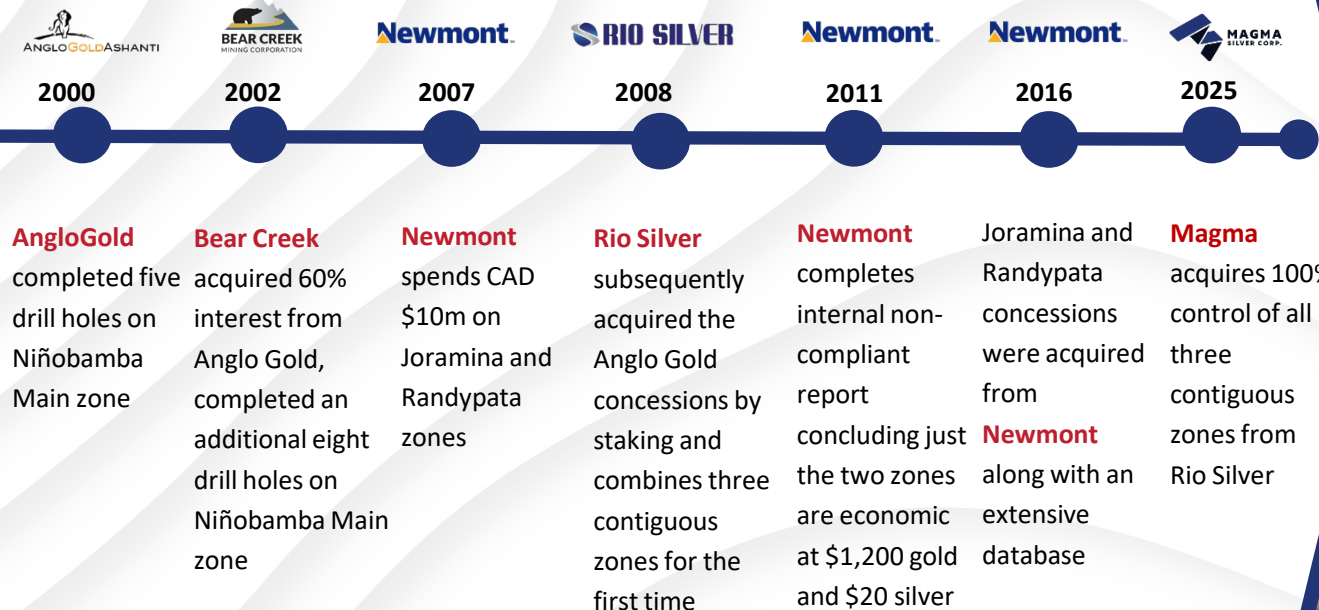 ANGLOGOLDASHANTI
BEAR CREEK
MINING CORPORATION
Newmont.
RIO SILVER
Newmont.
Newmont.
MAGMA
SILVER CORP.
2000
2002
2007
2008
2011
2016
2025
AngloGold
completed five
drill holes on
Niñobamba
Main zone
Bear Creek
acquired 60%
interest from
Anglo Gold,
completed an
additional eight
drill holes on
Niñobamba Main
zone
Newmont
spends CAD
$10m on
Joramina and
Randypata
zones
Rio Silver
subsequently
acquired the
Anglo Gold
concessions by
staking and
combines three
contiguous
zones for the
first time
Newmont
completes
internal non-
compliant
report
concluding just
the two zones
are economic
at $1,200 gold
and $20 silver
Joramina and
Randypata
concessions
were acquired
from
Newmont
along with an
extensive
database
Magma
acquires 100%
control of all
three
contiguous
zones from
Rio Silver